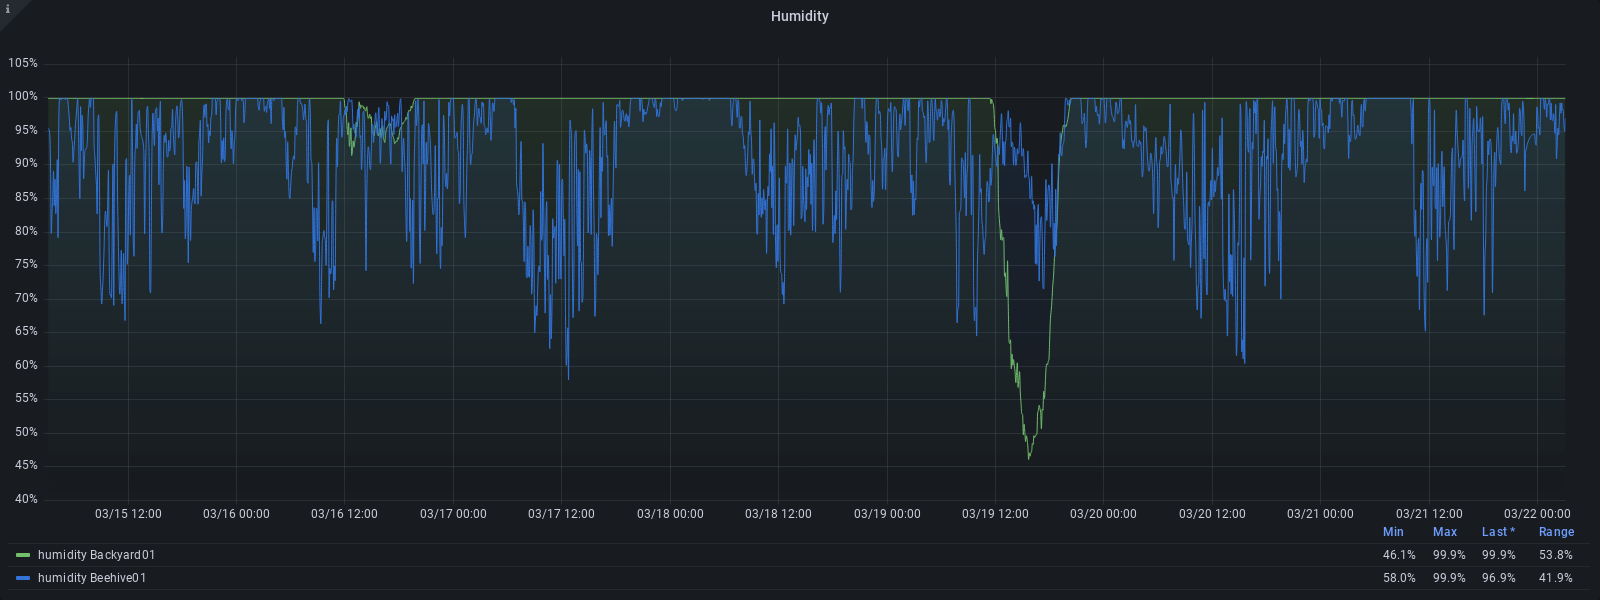 i
Humidity
105%
100%
95%
90%
85%
80%
75%
70%
65%
60%
55%
50%
45%
40%
03/15 12:00 03/16 00:00 03/16 12:00 03/17 00:00 03/17 12:00 03/18 00:00 03/18 12:00 03/19 00:00 03/19 12:00 03/20 00:00 03/20 12:00 03/21 00:00 03/21 12:00 03/22 00:00
Min Max Last * Range
humidity Backyard01 46.1% 99.9% 99.9% 53.8%
humidity Beehive01 58.0% 99.9% 96.9% 41.9%